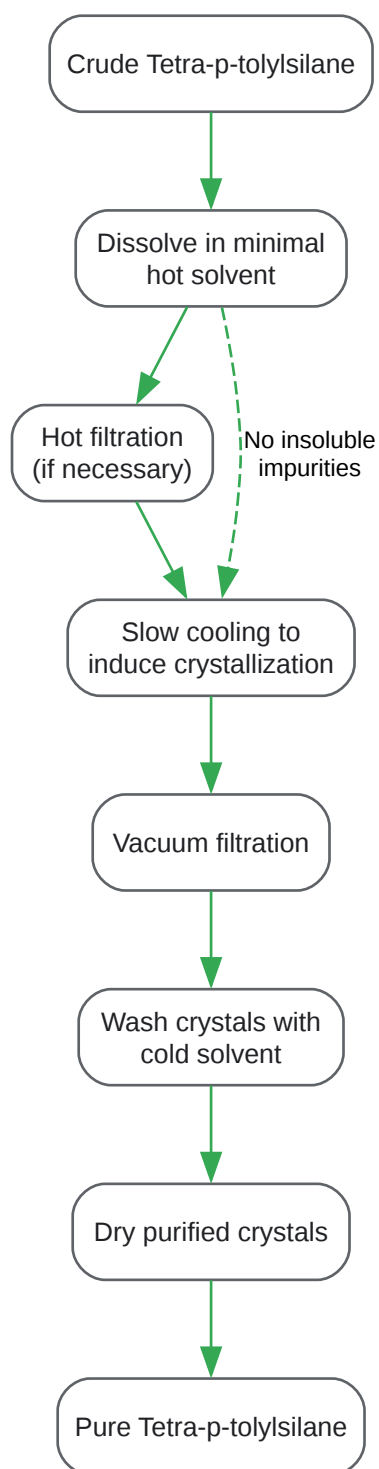 Crude Tetra-p-tolylsilane
Dissolve in minimal
hot solvent
Hot filtration
(if necessary)
No insoluble
impurities
Slow cooling to
induce crystallization
Vacuum filtration
Wash crystals with
cold solvent
Dry purified crystals
Pure Tetra-p-tolylsilane